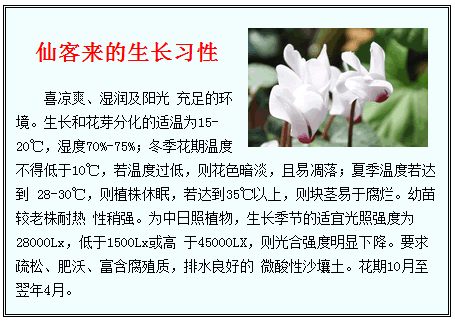 仙客来的生长习性
喜凉爽、湿润及阳光 充足的环
境。生长和花芽分化的适温为15-
20℃，湿度70%-75%；冬季花期温度
不得低于10℃，若温度过低，则花色暗淡，且易凋落；夏季温度若达
到 28-30℃，则植株休眠，若达到35℃以上，则块茎易于腐烂。幼苗
较老株耐热 性稍强。为中日照植物，生长季节的适宜光照强度为
28000Lx，低于1500Lx或高 于45000LX，则光合强度明显下降。要求
疏松、肥沃、富含腐殖质，排水良好的 微酸性沙壤土。花期10月至
翌年4月。